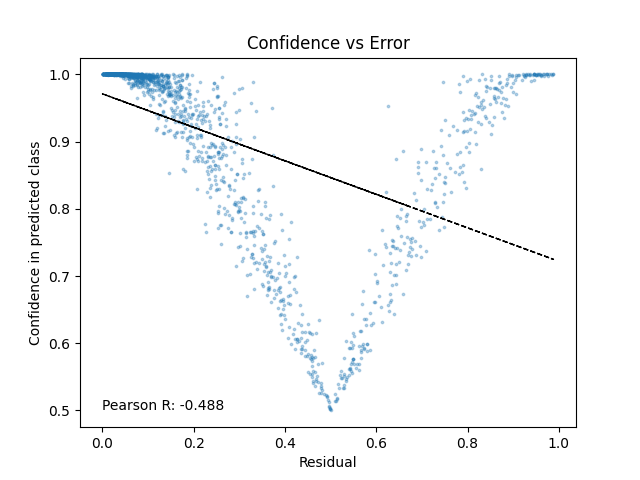 Confidence vs Error
Confidence in predicted class
1.0
0.9
0.8
0.7
0.6
0.5
Pearson R: -0.488
0.0 0.2 0.4 0.6 0.8 1.0
Residual